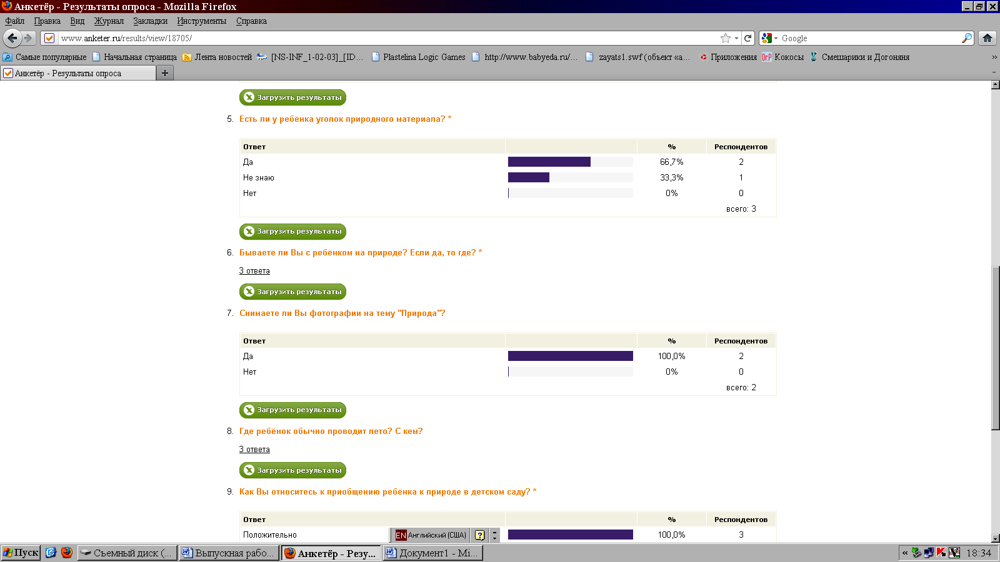 Анкетёр - Результаты опроса - Mozilla Firefox
Файл Правка Вид Журнал Закладки Инструменты Справка
www.anketer.ru/results/view/18705/
Google
Самые популярные Начальная страница Лента новостей [NS-INF_1-02-03]_[ID... Plastelina Logic Games http://www.babyeda.ru/... zayats1.swf (объект «а... Приложения Кокосы Смешарики и Догоняня »
Анкетёр - Результаты опроса +
Загрузить результаты
5. Есть ли у ребёнка уголок природного материала? *
Ответ % Респондентов
Да 66,7% 2
Не знаю 33,3% 1
Нет 0% 0
всего: 3
Загрузить результаты
6. Бываете ли Вы с ребёнком на природе? Если да, то где? *
3 ответа
Загрузить результаты
7. Снимаете ли Вы фотографии на тему "Природа"?
Ответ % Респондентов
Да 100,0% 2
Нет 0% 0
всего: 2
Загрузить результаты
8. Где ребёнок обычно проводит лето? С кем?
3 ответа
Загрузить результаты
9. Как Вы относитесь к приобщению ребёнка к природе в детском саду? *
Ответ % Респондентов
Положительно 100,0% 3
EN Английский (США) ?
Пуск Съемный диск (... Выпускная рабо... Анкетёр - Резу... Документ1 - Mi... « 18:34